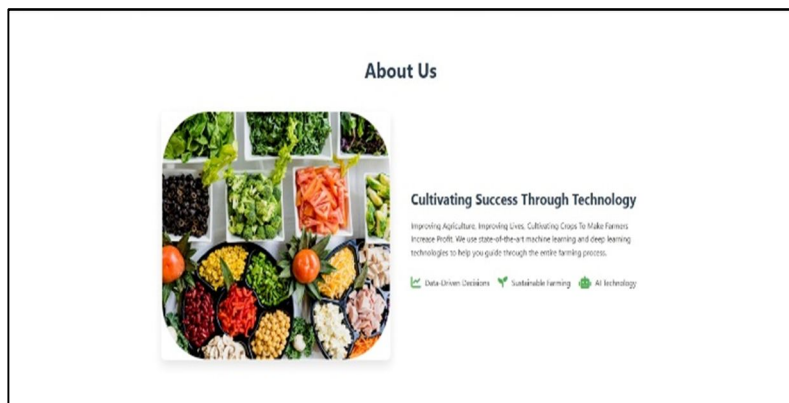 About Us
Cultivating Success Through Technology
Improving Agriculture, Improving Lives, Cultivating Crops To Make Farmers
Increase Profit. We use state-of-the-art machine learning and deep learning
technologies to help you guide through the entire farming process.
Data-Driven Decisions Sustainable Farming AI Technology